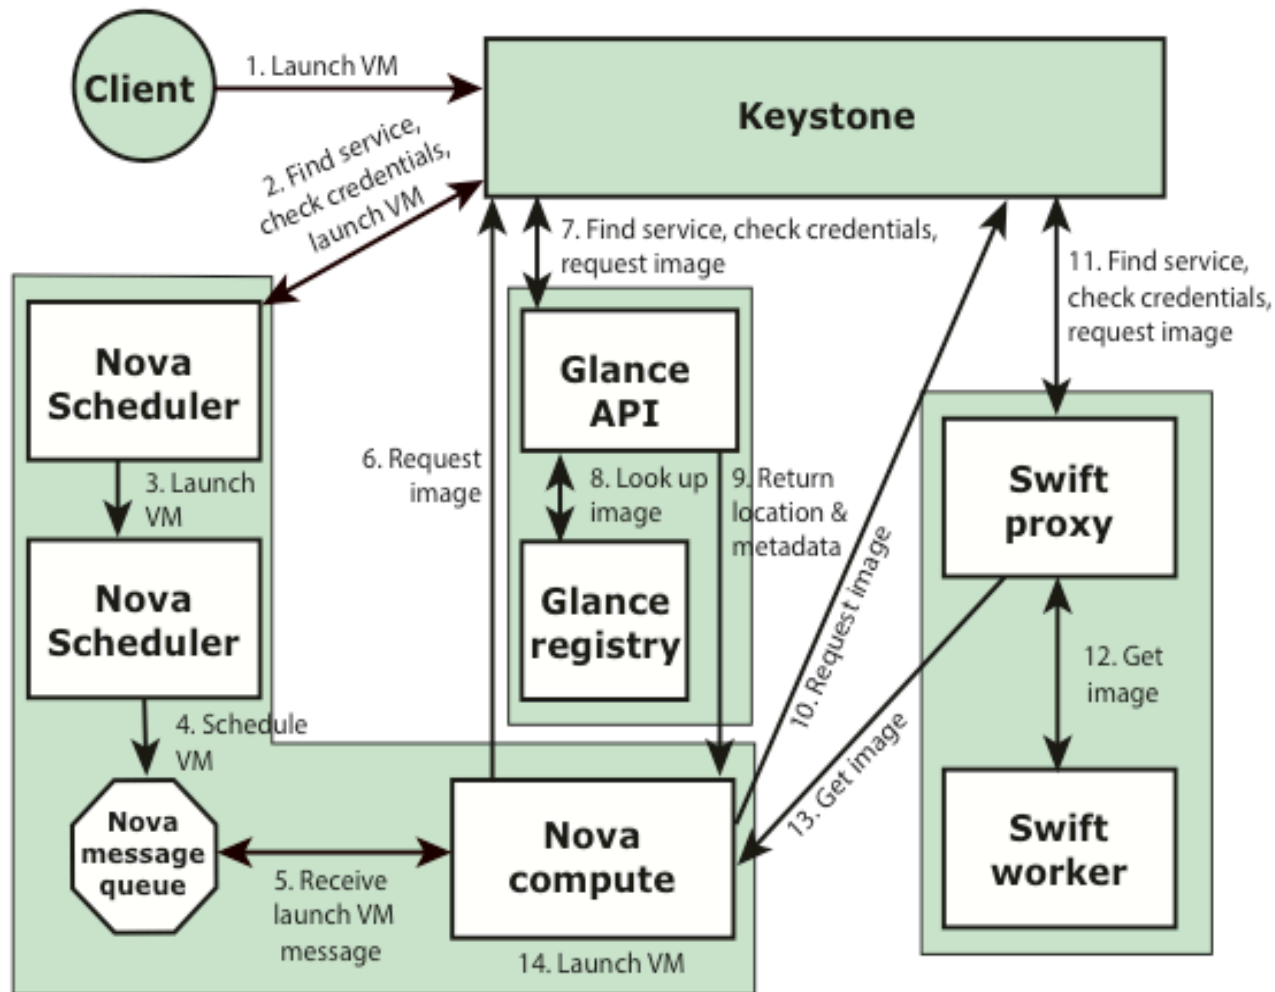 Client
1. Launch VM
Keystone
2. Find service,
check credentials,
launch VM
7. Find service, check credentials,
request image
11. Find service,
check credentials,
request image
Nova
Scheduler
Glance
API
6. Request
image
3. Launch
VM
8. Look up
image
9. Return
location &
metadata
Swift
proxy
Nova
Scheduler
Glance
registry
10. Request image
12. Get
image
4. Schedule
VM
13. Get image
Nova
message
queue
Nova
compute
Swift
worker
5. Receive
launch VM
message
14. Launch VM